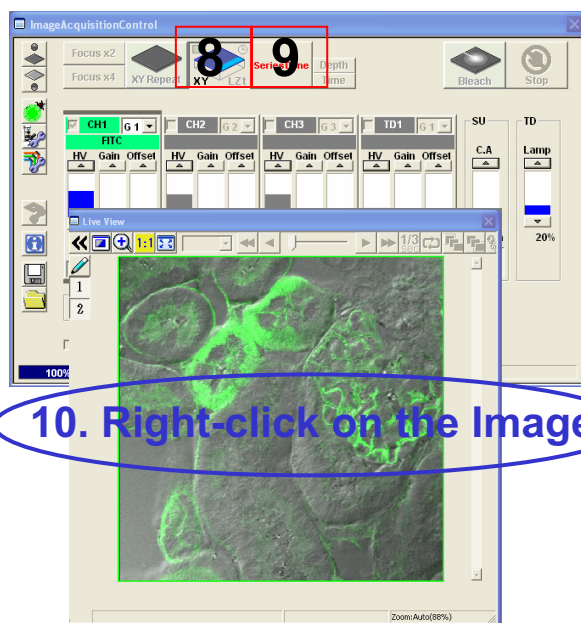 ImageAcquisitionControl
Focus x2
Focus x4
XY Repeat
8
XY
LZt
9
Depth
Time
Bleach
Stop
CH1 G 1
CH2 G 2
CH3 G 3
TD1 G 1
FITC
HV Gain Offset
HV Gain Offset
HV Gain Offset
HV Gain Offset
SU
C.A
TD
Lamp
20%
Live View
1:1
1/3
1
2
100%
10. Right-click on the Image
Zoom:Auto(88%)